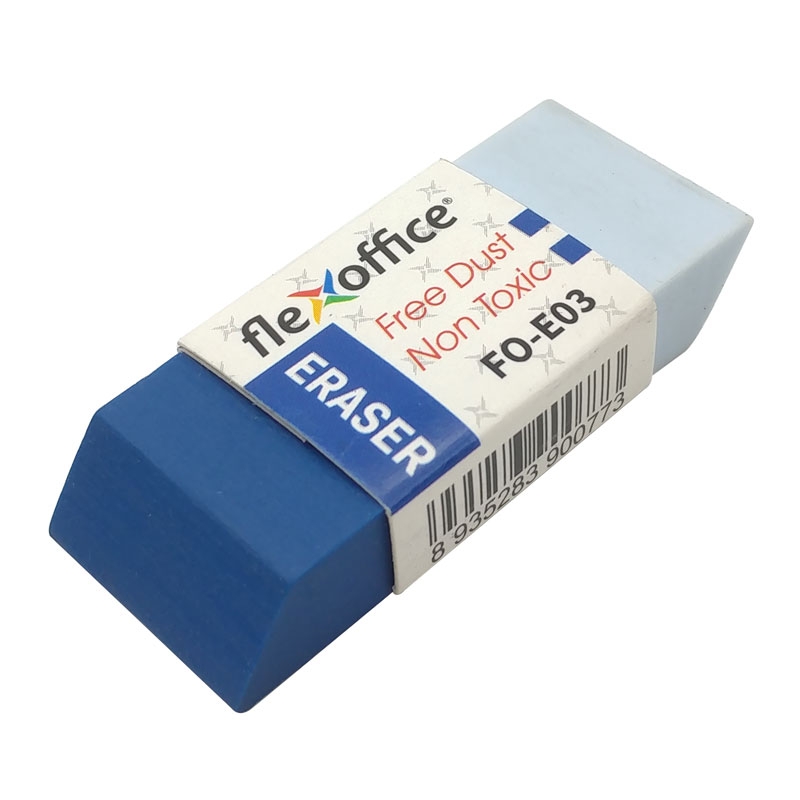 flexoffice®
Free Dust
Non Toxic
FO-E03
ERASER
8 935283 900773